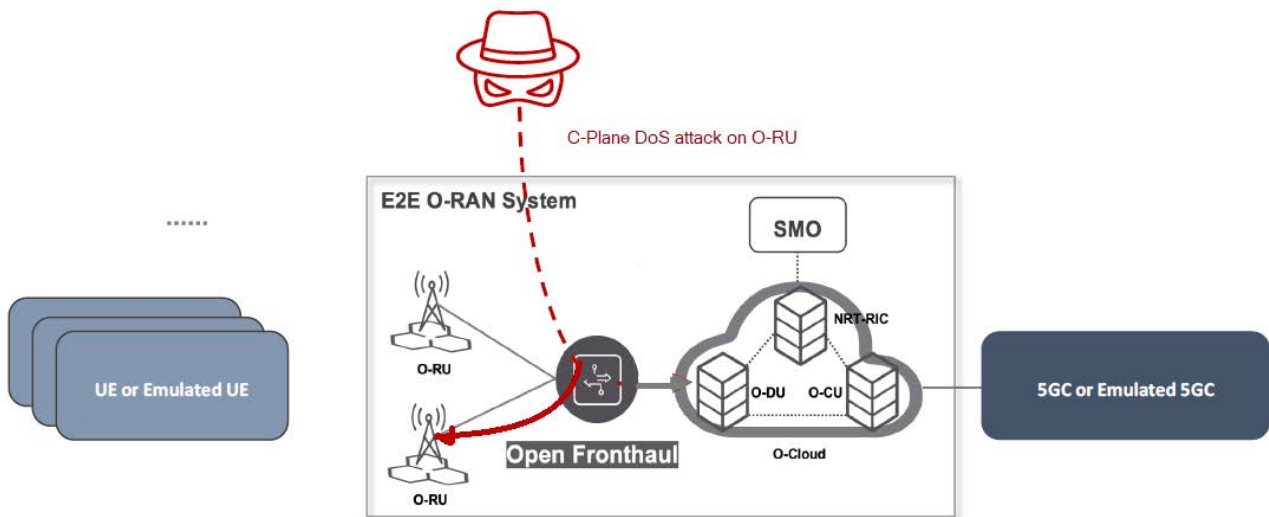 C-Plane DoS attack on O-RU
E2E O-RAN System
......
SMO
NRT-RIC
O-RU
O-DU
O-CU
UE or Emulated UE
5GC or Emulated 5GC
Open Fronthaul
O-Cloud
O-RU